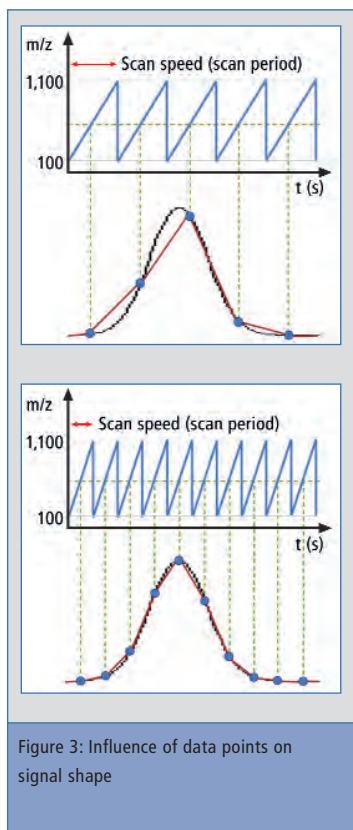 m/z
Scan speed (scan period)
1,100
100
t (s)
m/z
Scan speed (scan period)
1,100
100
t (s)
Figure 3: Influence of data points on
signal shape